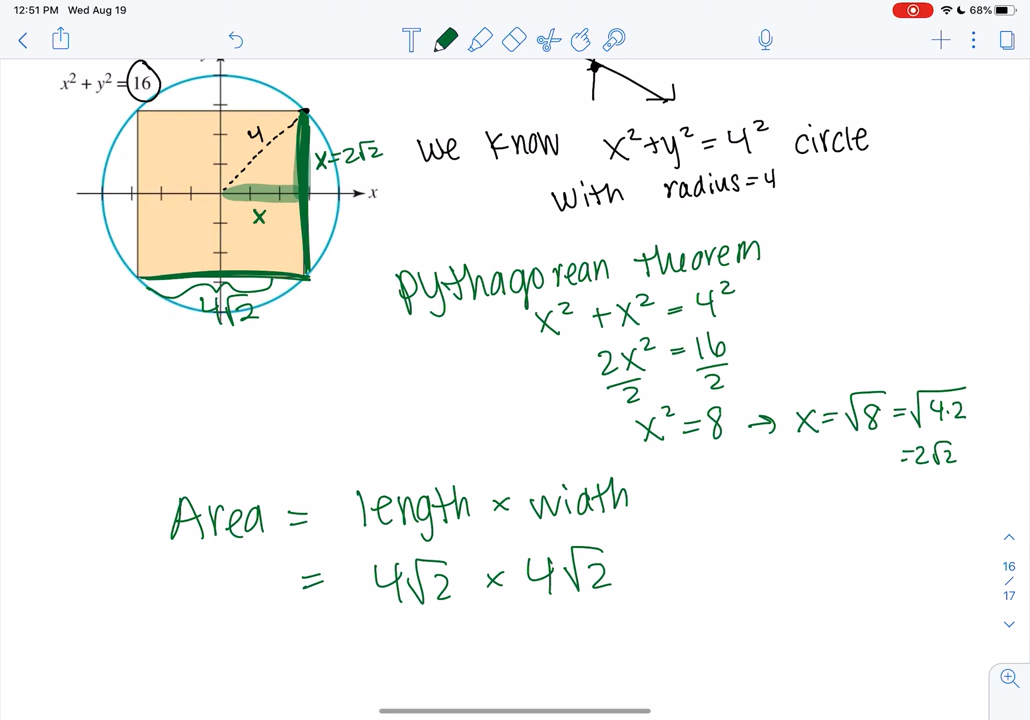 12:51 PM Wed Aug 19
68%
T
x² + y² = 16
4
x=2√2
x
x
4√2
we know x²+y² = 4² circle
with radius=4
pythagorean theorem
x² + x² = 4²
2x² = 16
2 2
x² = 8 → x = √8 = √4·2
= 2√2
Area = length × width
= 4√2 × 4√2
16
/
17